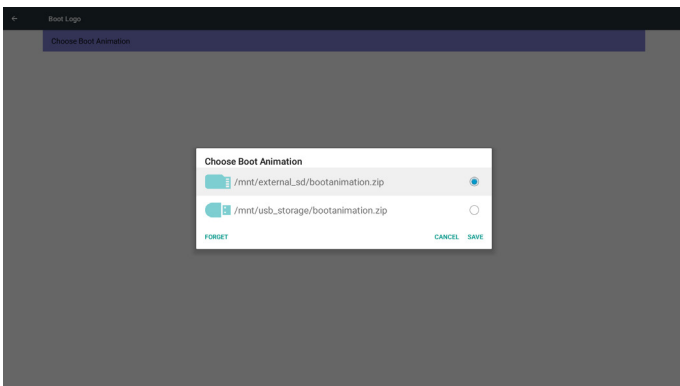 Boot Logo
Choose Boot Animation
Choose Boot Animation
/mnt/external_sd/bootanimation.zip
/mnt/usb_storage/bootanimation.zip
FORGET CANCEL SAVE